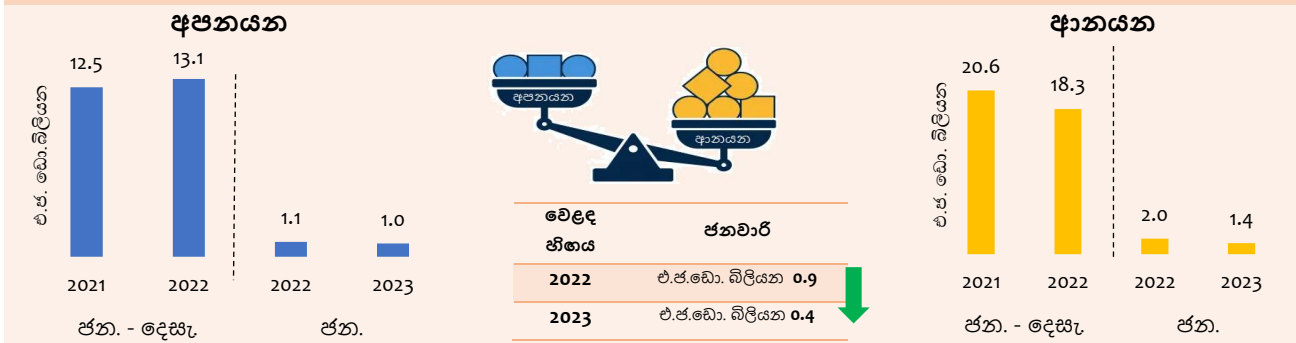 අපනයන
එ.ජ. ඩො.බිලියන
12.5
13.1
1.1
1.0
2021
2022
2022
2023
ජන. - දෙසැ.
ජන.
අපනයන
ආනයන
වෙළඳ හිඟය
ජනවාරි
2022 එ.ජ.ඩො. බිලියන 0.9
2023 එ.ජ.ඩො. බිලියන 0.4
ආනයන
එ.ජ. ඩො. බිලියන
20.6
18.3
2.0
1.4
2021
2022
2022
2023
ජන. - දෙසැ.
ජන.